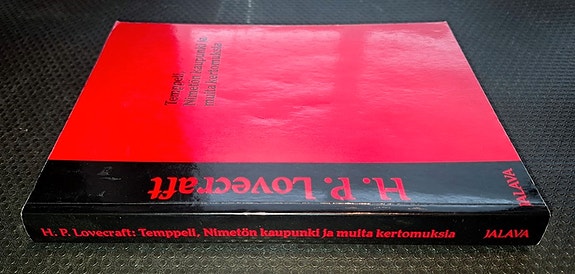 Temppeli,
Nimetön kaupunki ja
muita kertomuksia
H. P. Lovecraft
JALAVA
H. P. Lovecraft: Temppeli, Nimetön kaupunki ja muita kertomuksia JALAVA